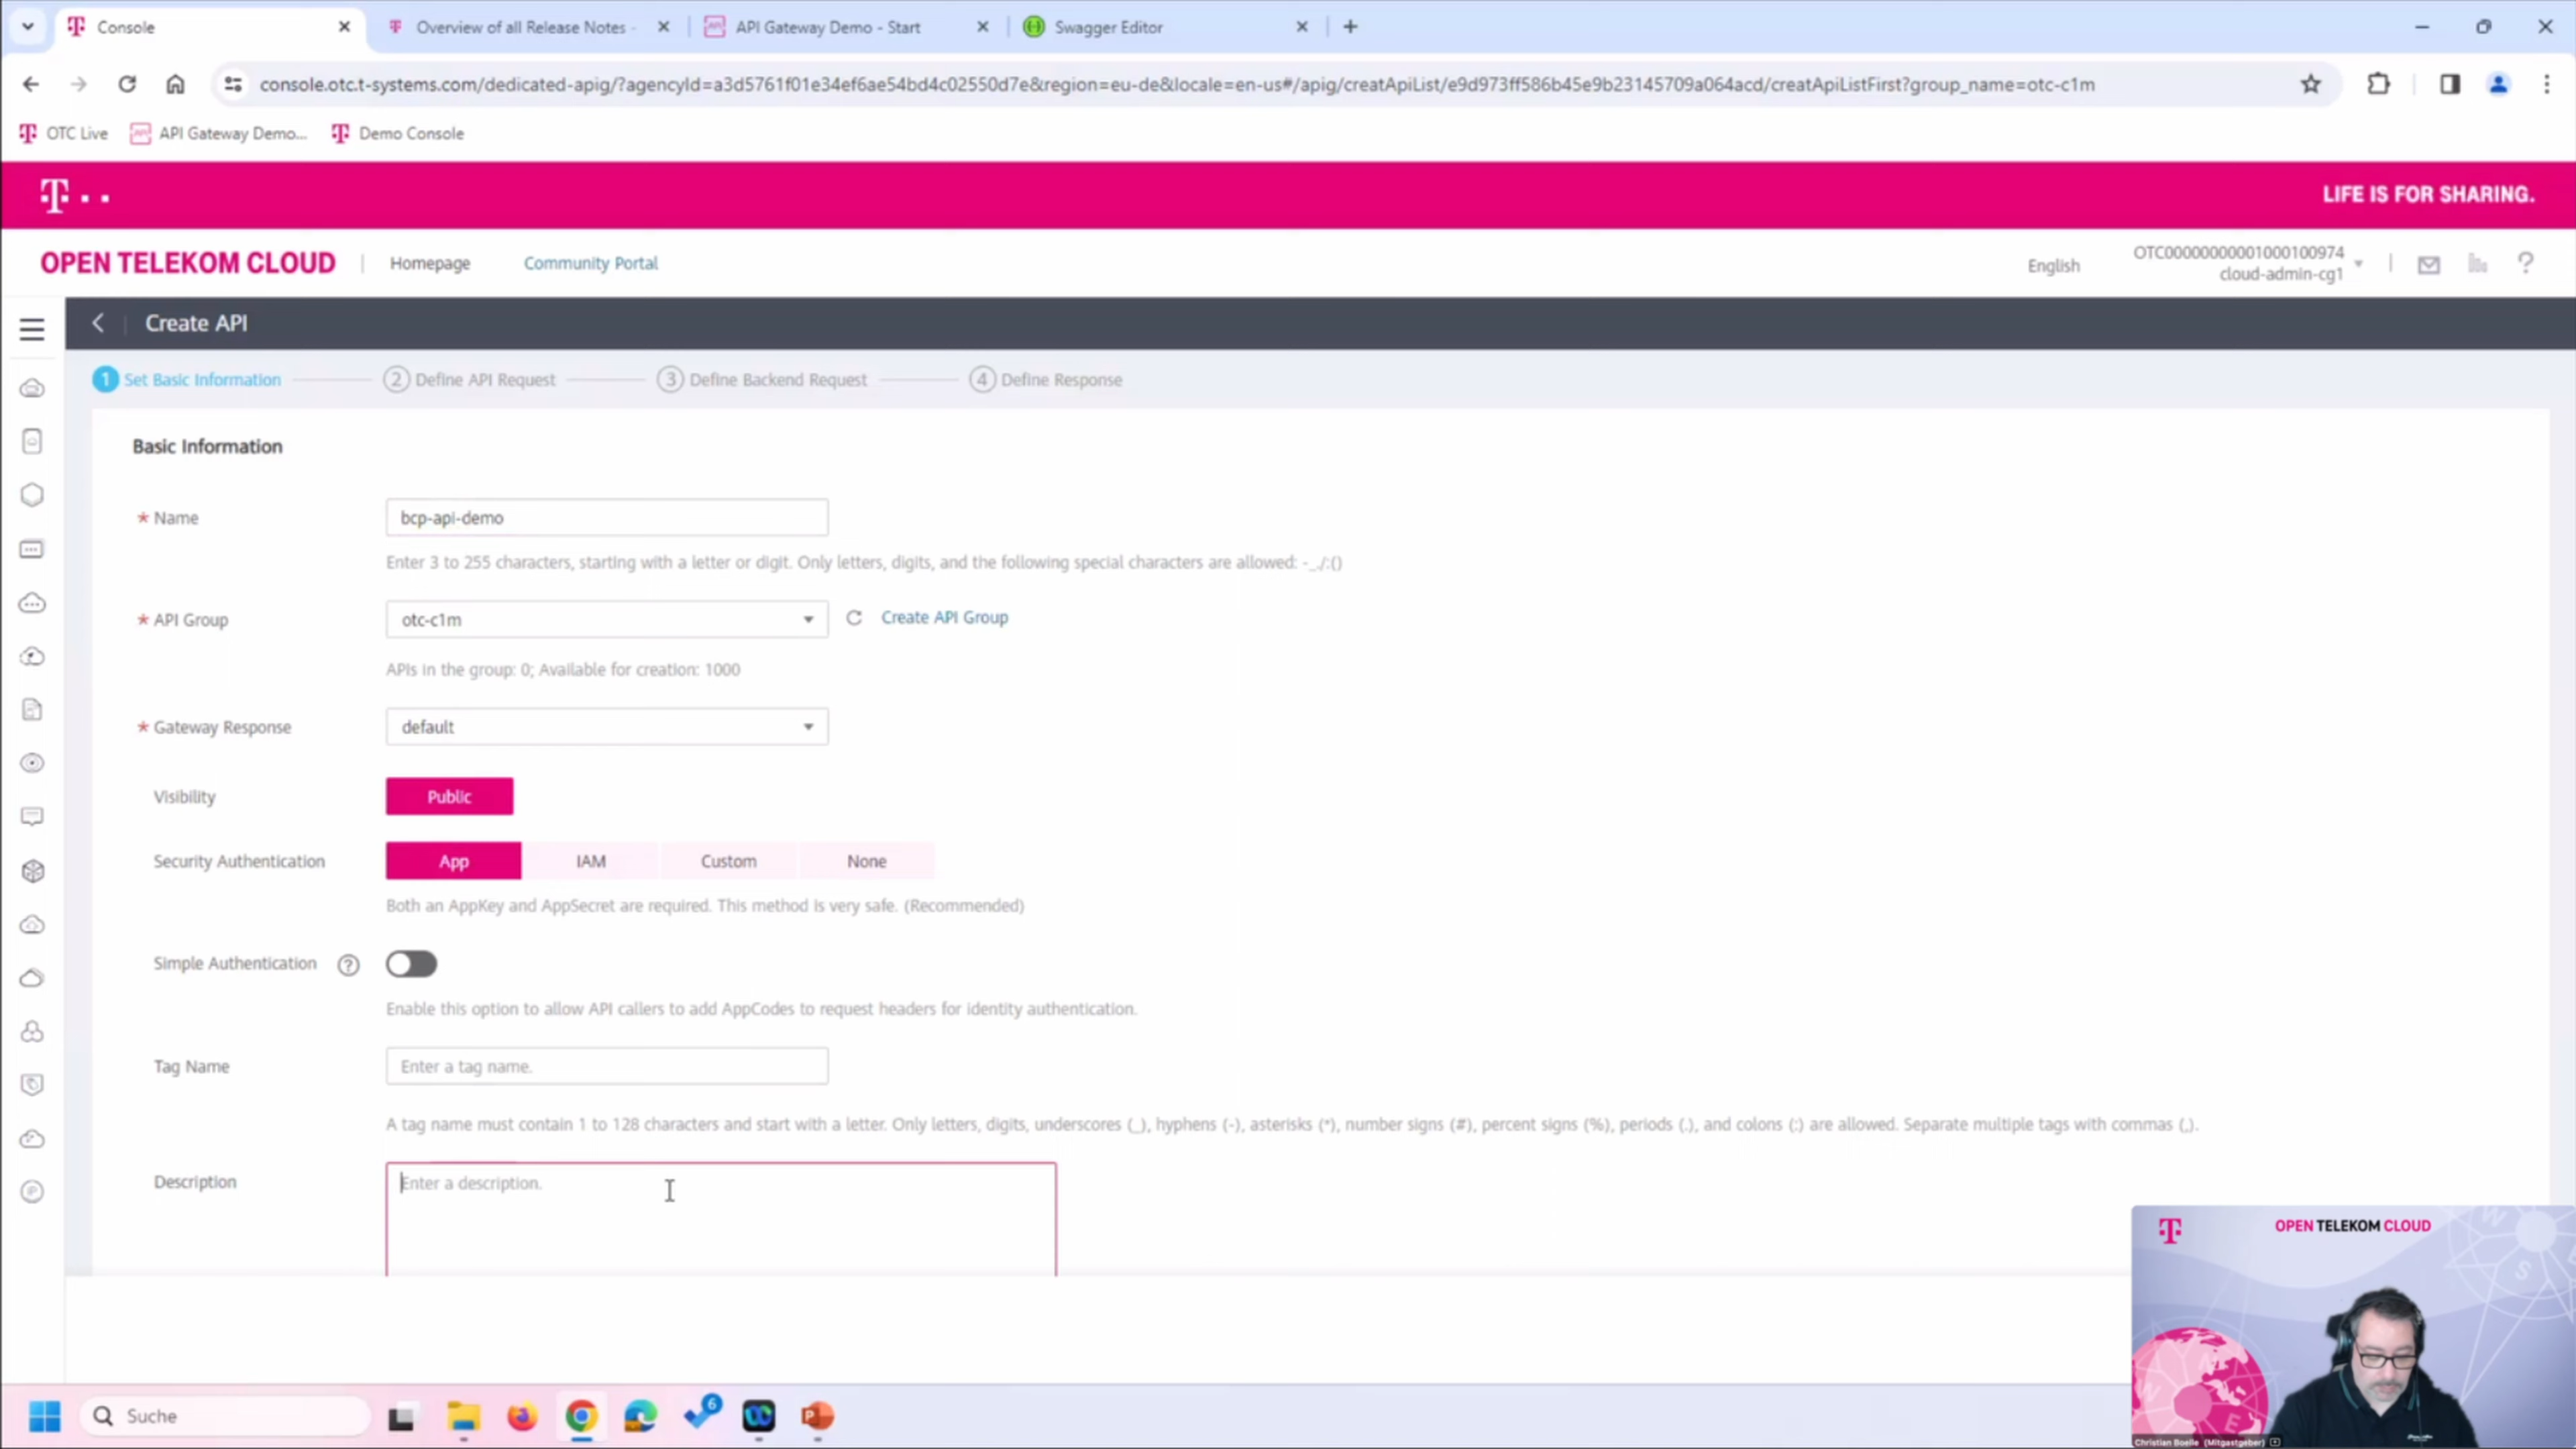 Console
Overview of all Release Notes -
API Gateway Demo - Start
Swagger Editor
console.otc.t-systems.com/dedicated-apig/?agencyId=a3d5761f01e34ef6ae54bd4c02550d7e&region=eu-de&locale=en-us#/apig/creatApiList/e9d973ff586b45e9b23145709a064acd/creatApiListFirst?group_name=otc-c1m
OTC Live
API Gateway Demo...
Demo Console
T
LIFE IS FOR SHARING.
OPEN TELEKOM CLOUD
Homepage
Community Portal
English
OTC00000000001000100974
cloud-admin-cg1
Create API
1 Set Basic Information
2 Define API Request
3 Define Backend Request
4 Define Response
Basic Information
* Name
bcp-api-demo
Enter 3 to 255 characters, starting with a letter or digit. Only letters, digits, and the following special characters are allowed: -_./:()
* API Group
otc-c1m
Create API Group
APIs in the group: 0; Available for creation: 1000
* Gateway Response
default
Visibility
Public
Security Authentication
App
IAM
Custom
None
Both an AppKey and AppSecret are required. This method is very safe. (Recommended)
Simple Authentication
?
Enable this option to allow API callers to add AppCodes to request headers for identity authentication.
Tag Name
Enter a tag name.
A tag name must contain 1 to 128 characters and start with a letter. Only letters, digits, underscores (_), hyphens (-), asterisks (*), number signs (#), percent signs (%), periods (.), and colons (:) are allowed. Separate multiple tags with commas (,).
Description
Enter a description.
T
OPEN TELEKOM CLOUD
W
S
E
Christian Boelle (Mitgastgeber)
Suche
6